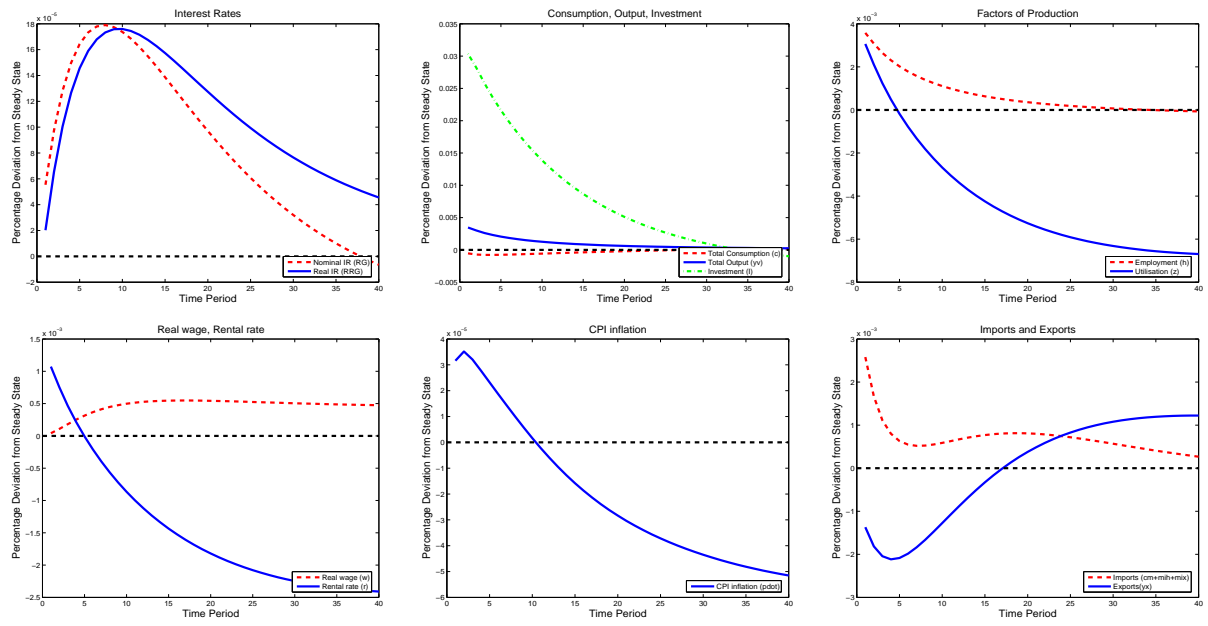 Interest Rates
x 10⁻⁵
Percentage Deviation from Steady State
18
16
14
12
10
8
6
4
2
0
−2
0 5 10 15 20 25 30 35 40
Time Period
Nominal IR (RG)
Real IR (RRG)
Consumption, Output, Investment
Percentage Deviation from Steady State
0.035
0.03
0.025
0.02
0.015
0.01
0.005
0
−0.005
0 5 10 15 20 25 30 35 40
Time Period
Total Consumption (c)
Total Output (yv)
Investment (I)
Factors of Production
x 10⁻³
Percentage Deviation from Steady State
4
2
0
−2
−4
−6
−8
0 5 10 15 20 25 30 35 40
Time Period
Employment (h)
Utilisation (z)
Real wage, Rental rate
x 10⁻³
Percentage Deviation from Steady State
1.5
1
0.5
0
−0.5
−1
−1.5
−2
−2.5
0 5 10 15 20 25 30 35 40
Time Period
Real wage (w)
Rental rate (r)
CPI inflation
x 10⁻⁵
Percentage Deviation from Steady State
4
3
2
1
0
−1
−2
−3
−4
−5
−6
0 5 10 15 20 25 30 35 40
Time Period
CPI inflation (pdot)
Imports and Exports
x 10⁻³
Percentage Deviation from Steady State
3
2
1
0
−1
−2
−3
0 5 10 15 20 25 30 35 40
Time Period
Imports (cm+mih+mix)
Exports(yx)